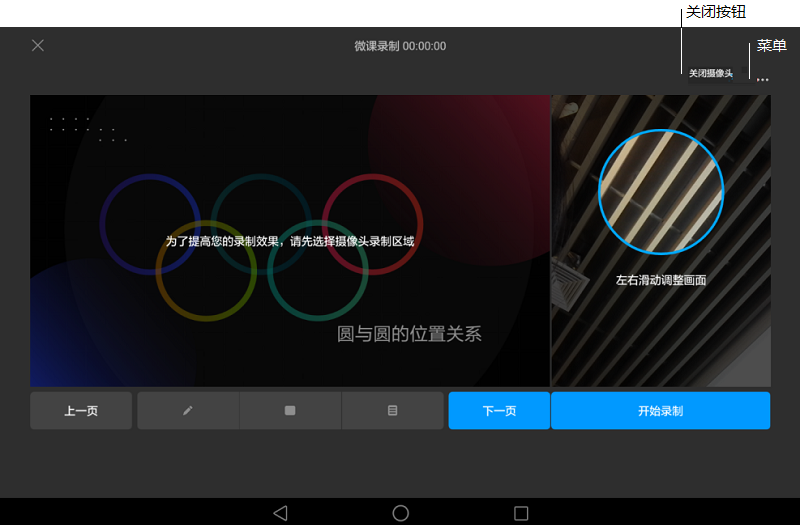 关闭按钮
菜单
微课录制 00:00:00
关闭摄像头
为了提高您的录制效果，请先选择摄像头录制区域
左右滑动调整画面
圆与圆的位置关系
上一页
下一页
开始录制